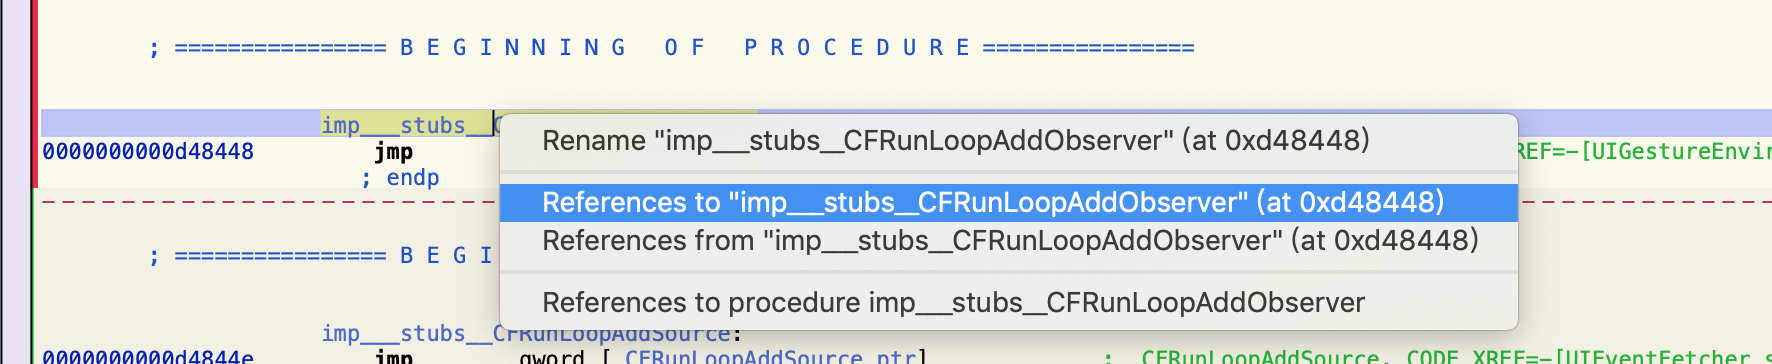 ; ================ B E G I N N I N G   O F   P R O C E D U R E ================
imp___stubs__C
Rename "imp___stubs__CFRunLoopAddObserver" (at 0xd48448)
0000000000d48448 jmp REF=-[UIGestureEnvir
; endp
References to "imp___stubs__CFRunLoopAddObserver" (at 0xd48448)
References from "imp___stubs__CFRunLoopAddObserver" (at 0xd48448)
; ================ B E G I
References to procedure imp___stubs__CFRunLoopAddObserver
imp___stubs__CFRunLoopAddSource:
0000000000d4844e jmp qword [_CFRunLoopAddSource_ptr] ; _CFRunLoopAddSource, CODE XREF=-[UIEventFetcher s